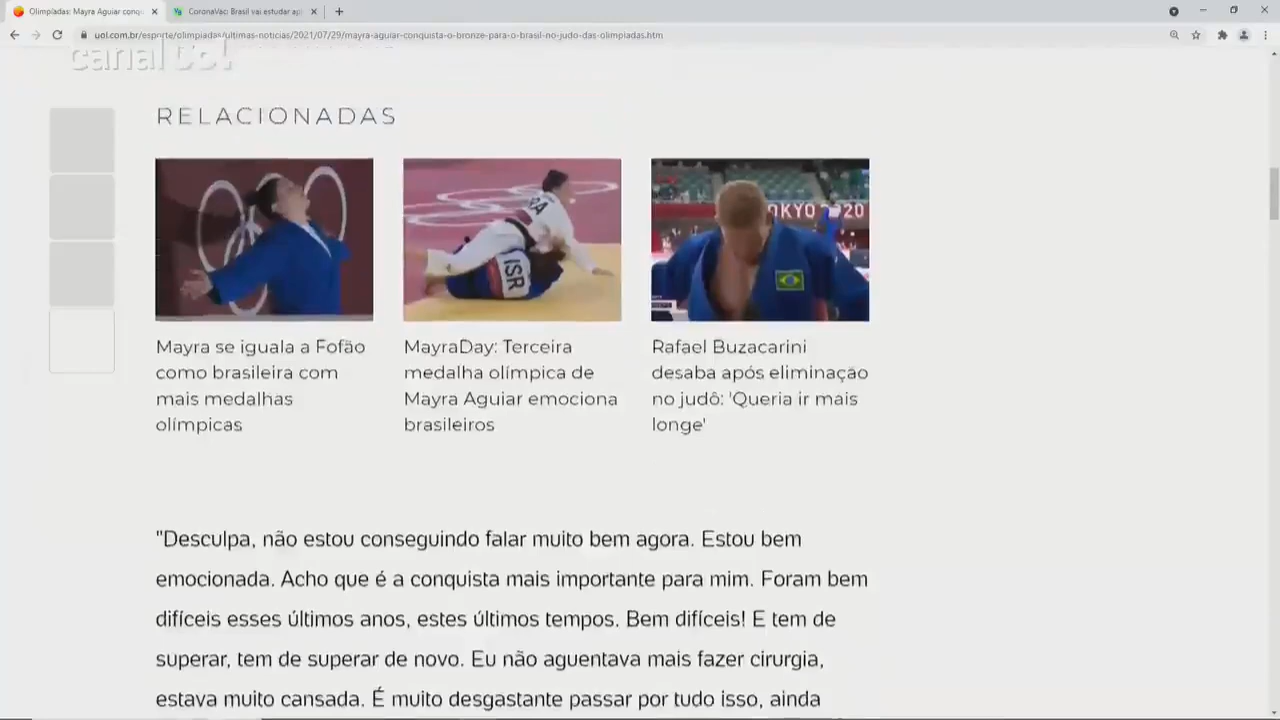 Olimpíadas: Mayra Aguiar conqu
CoronaVac: Brasil vai estudar apl
uol.com.br/esporte/olimpiadas/ultimas-noticias/2021/07/29/mayra-aguiar-conquista-o-bronze-para-o-brasil-no-judo-das-olimpiadas.htm
canal uol
RELACIONADAS
ISR
TOKYO 2020
Mayra se iguala a Fofão
como brasileira com
mais medalhas
olímpicas
MayraDay: Terceira
medalha olímpica de
Mayra Aguiar emociona
brasileiros
Rafael Buzacarini
desaba após eliminação
no judô: 'Queria ir mais
longe'
"Desculpa, não estou conseguindo falar muito bem agora. Estou bem
emocionada. Acho que é a conquista mais importante para mim. Foram bem
difíceis esses últimos anos, estes últimos tempos. Bem difíceis! E tem de
superar, tem de superar de novo. Eu não aguentava mais fazer cirurgia,
estava muito cansada. É muito desgastante passar por tudo isso, ainda